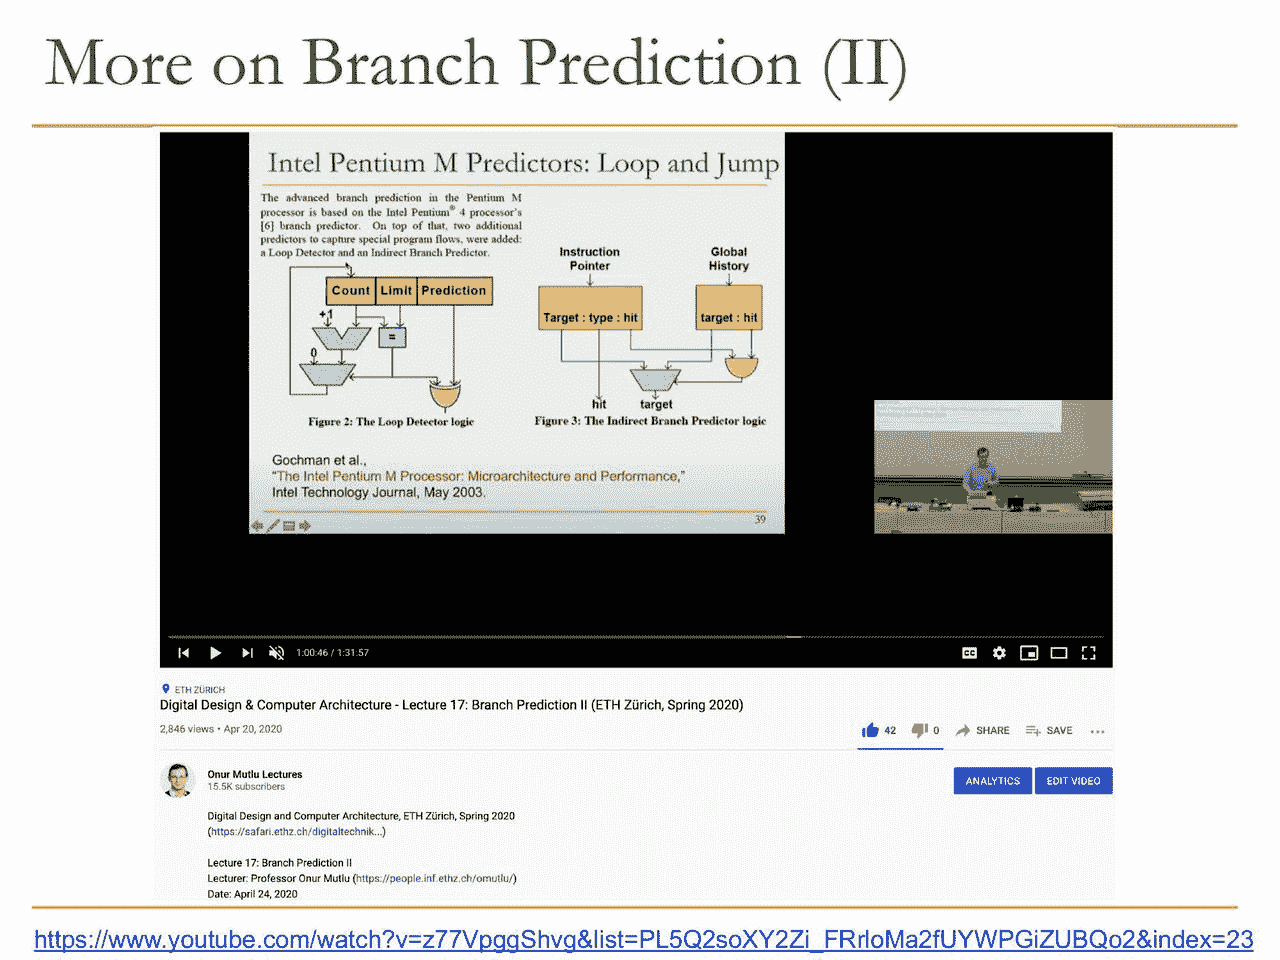 More on Branch Prediction (II)
Intel Pentium M Predictors: Loop and Jump
The advanced branch prediction in the Pentium M
processor is based on the Intel Pentium® 4 processor's
[6] branch predictor. On top of that, two additional
predictors to capture special program flows, were added:
a Loop Detector and an Indirect Branch Predictor.
Count Limit Prediction
+1
=
0
Figure 2: The Loop Detector logic
Instruction
Pointer
Global
History
Target : type : hit
target : hit
hit target
Figure 3: The Indirect Branch Predictor logic
Gochman et al.,
"The Intel Pentium M Processor: Microarchitecture and Performance,"
Intel Technology Journal, May 2003.
39
1:00:46 / 1:31:57
CC
ETH ZÜRICH
Digital Design & Computer Architecture - Lecture 17: Branch Prediction II (ETH Zürich, Spring 2020)
2,846 views • Apr 20, 2020
42 0 SHARE SAVE ...
Onur Mutlu Lectures
15.5K subscribers
ANALYTICS EDIT VIDEO
Digital Design and Computer Architecture, ETH Zürich, Spring 2020
(https://safari.ethz.ch/digitaltechnik...)
Lecture 17: Branch Prediction II
Lecturer: Professor Onur Mutlu (https://people.inf.ethz.ch/omutlu/)
Date: April 24, 2020
https://www.youtube.com/watch?v=z77VpggShvg&list=PL5Q2soXY2Zi_FRrloMa2fUYWPGiZUBQo2&index=23